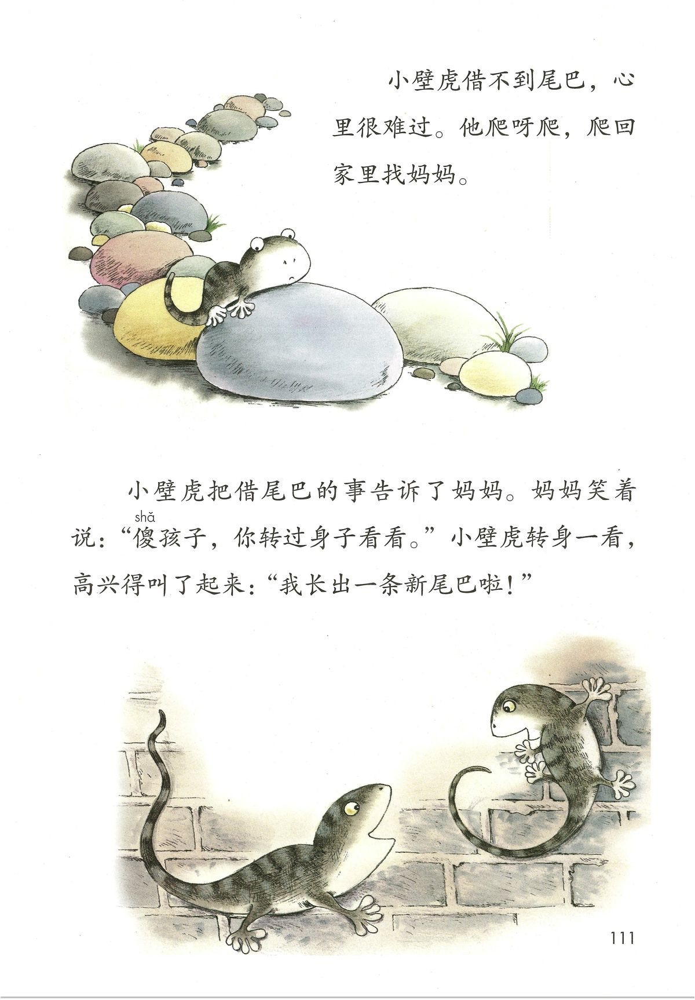 小壁虎借不到尾巴，心
里很难过。他爬呀爬，爬回
家里找妈妈。
小壁虎把借尾巴的事告诉了妈妈。妈妈笑着
shǎ
说：“傻孩子，你转过身子看看。”小壁虎转身一看，
高兴得叫了起来：“我长出一条新尾巴啦！”
111